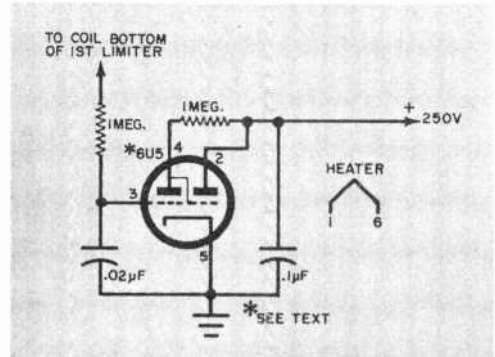 TO COIL BOTTOM
OF 1ST LIMITER
1MEG.
1MEG.
+
250V
*6U5
4
2
3
5
HEATER
1
6
.02µF
.1µF
*SEE TEXT